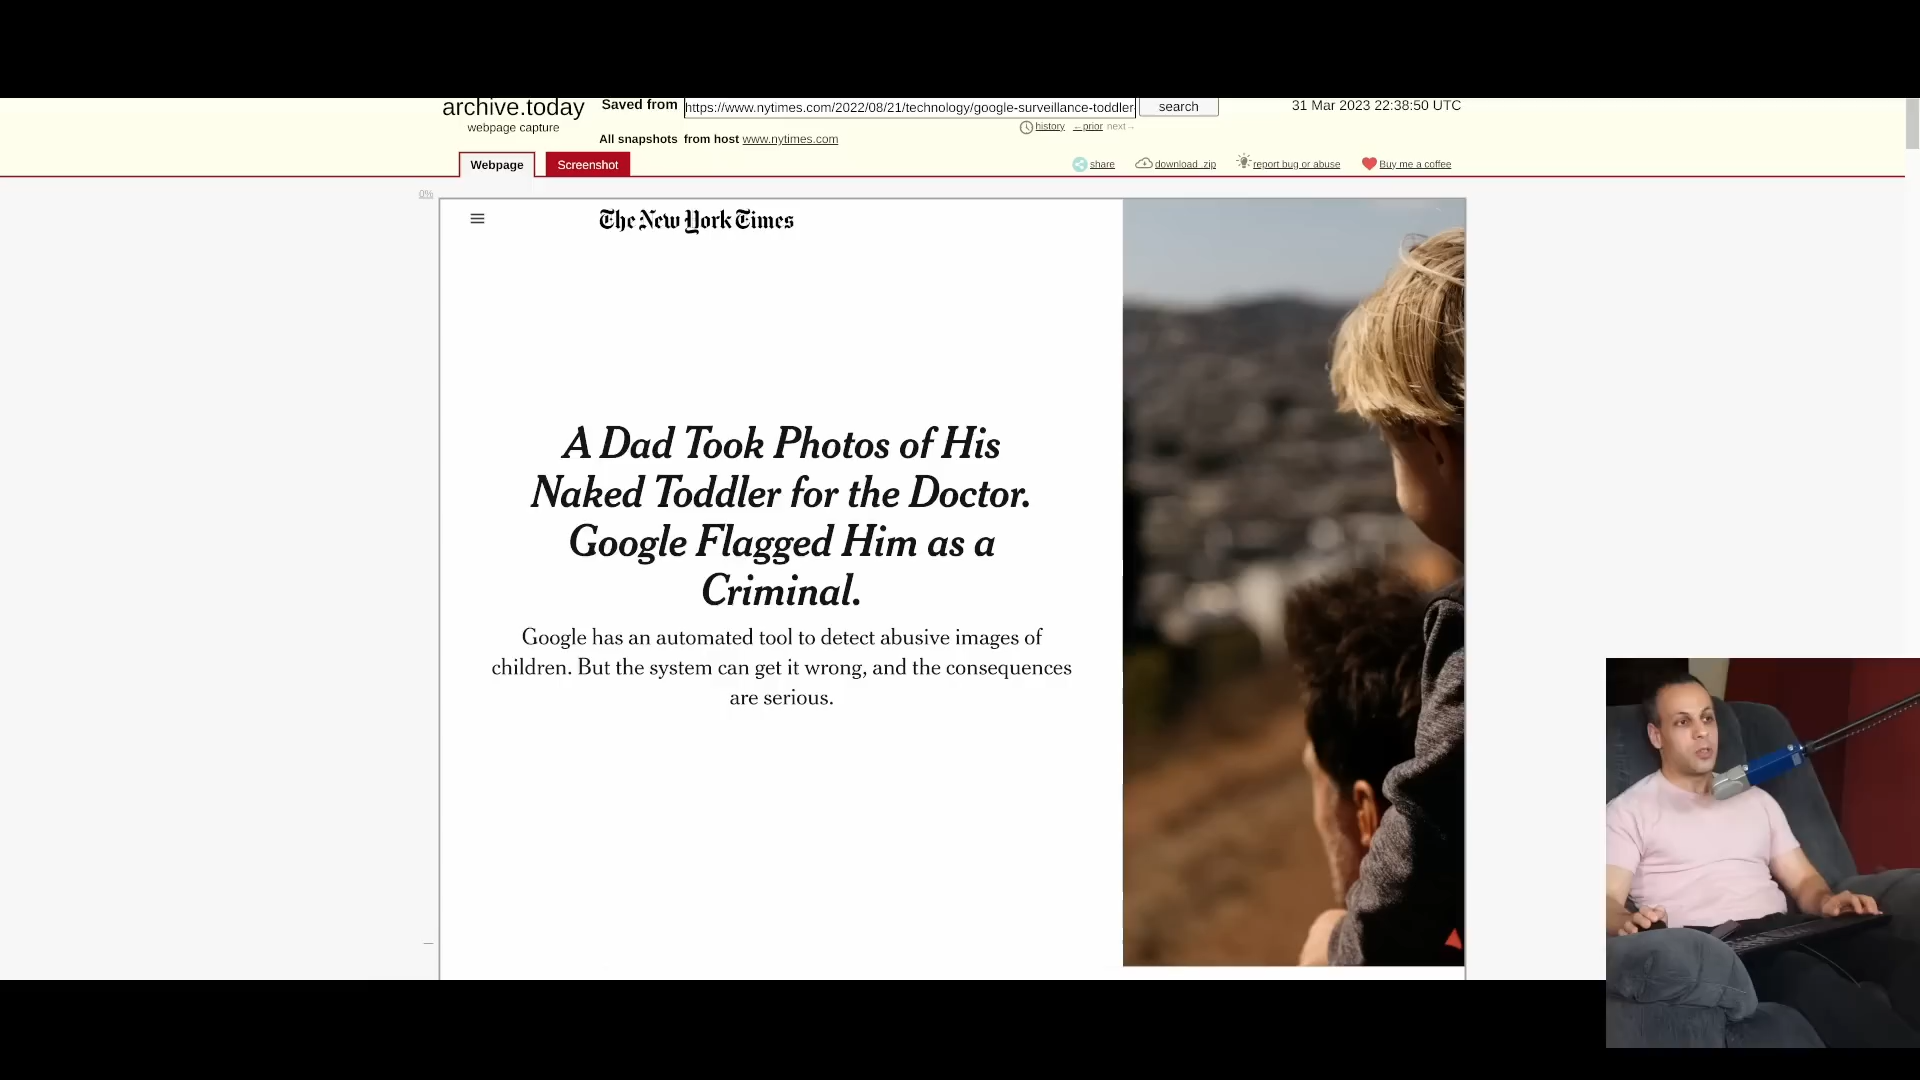 archive.today
webpage capture
Saved from https://www.nytimes.com/2022/08/21/technology/google-surveillance-toddler- search
31 Mar 2023 22:38:50 UTC
history ←prior next→
All snapshots from host www.nytimes.com
Webpage Screenshot
share download .zip report bug or abuse Buy me a coffee
0%
The New York Times
A Dad Took Photos of His
Naked Toddler for the Doctor.
Google Flagged Him as a
Criminal.
Google has an automated tool to detect abusive images of
children. But the system can get it wrong, and the consequences
are serious.